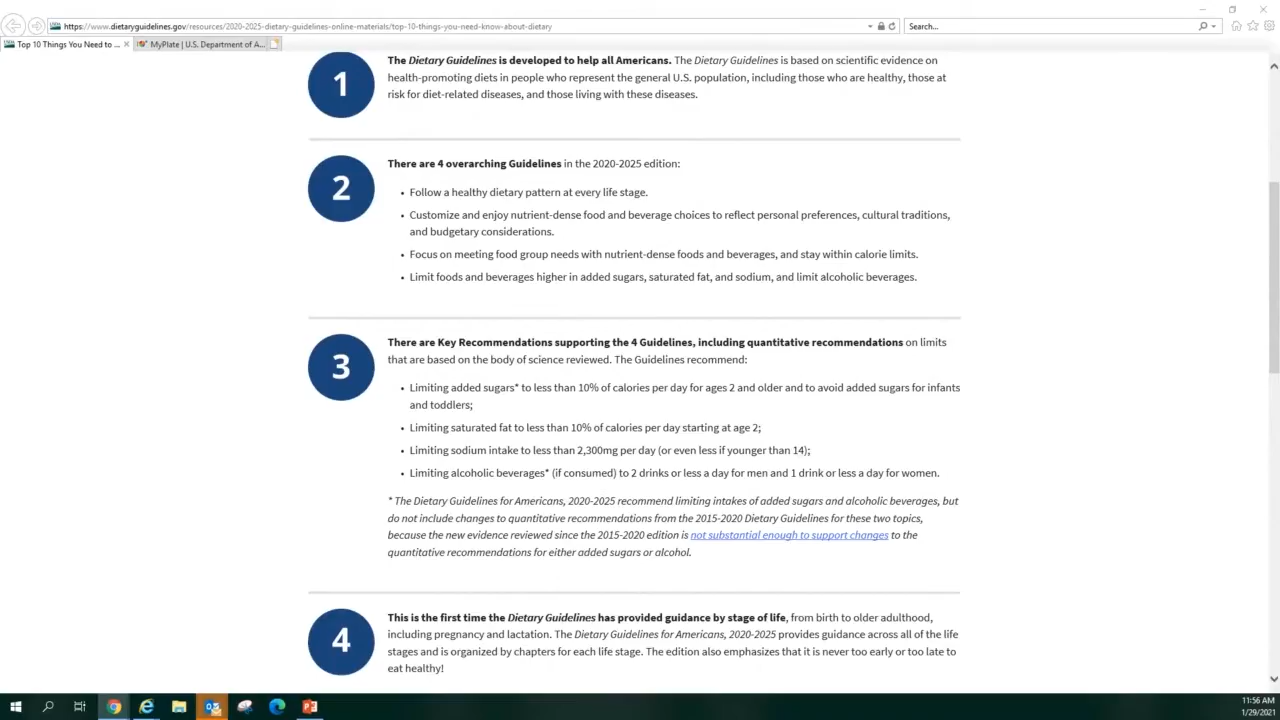 https://www.dietaryguidelines.gov/resources/2020-2025-dietary-guidelines-online-materials/top-10-things-you-need-know-about-dietary
Search...
Top 10 Things You Need to ...
MyPlate | U.S. Department of A...
1
The Dietary Guidelines is developed to help all Americans. The Dietary Guidelines is based on scientific evidence on
health-promoting diets in people who represent the general U.S. population, including those who are healthy, those at
risk for diet-related diseases, and those living with these diseases.
2
There are 4 overarching Guidelines in the 2020-2025 edition:
• Follow a healthy dietary pattern at every life stage.
• Customize and enjoy nutrient-dense food and beverage choices to reflect personal preferences, cultural traditions,
and budgetary considerations.
• Focus on meeting food group needs with nutrient-dense foods and beverages, and stay within calorie limits.
• Limit foods and beverages higher in added sugars, saturated fat, and sodium, and limit alcoholic beverages.
3
There are Key Recommendations supporting the 4 Guidelines, including quantitative recommendations on limits
that are based on the body of science reviewed. The Guidelines recommend:
• Limiting added sugars* to less than 10% of calories per day for ages 2 and older and to avoid added sugars for infants
and toddlers;
• Limiting saturated fat to less than 10% of calories per day starting at age 2;
• Limiting sodium intake to less than 2,300mg per day (or even less if younger than 14);
• Limiting alcoholic beverages* (if consumed) to 2 drinks or less a day for men and 1 drink or less a day for women.
* The Dietary Guidelines for Americans, 2020-2025 recommend limiting intakes of added sugars and alcoholic beverages, but
do not include changes to quantitative recommendations from the 2015-2020 Dietary Guidelines for these two topics,
because the new evidence reviewed since the 2015-2020 edition is not substantial enough to support changes to the
quantitative recommendations for either added sugars or alcohol.
4
This is the first time the Dietary Guidelines has provided guidance by stage of life, from birth to older adulthood,
including pregnancy and lactation. The Dietary Guidelines for Americans, 2020-2025 provides guidance across all of the life
stages and is organized by chapters for each life stage. The edition also emphasizes that it is never too early or too late to
eat healthy!
11:56 AM
1/29/2021